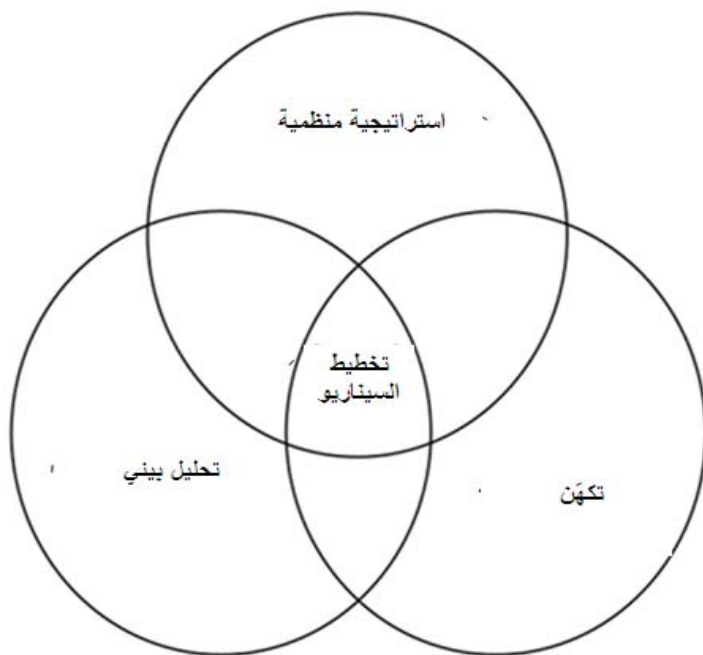 استراتيجية منظمية
تخطيط
السيناريو
تحليل بيني
تكهَن